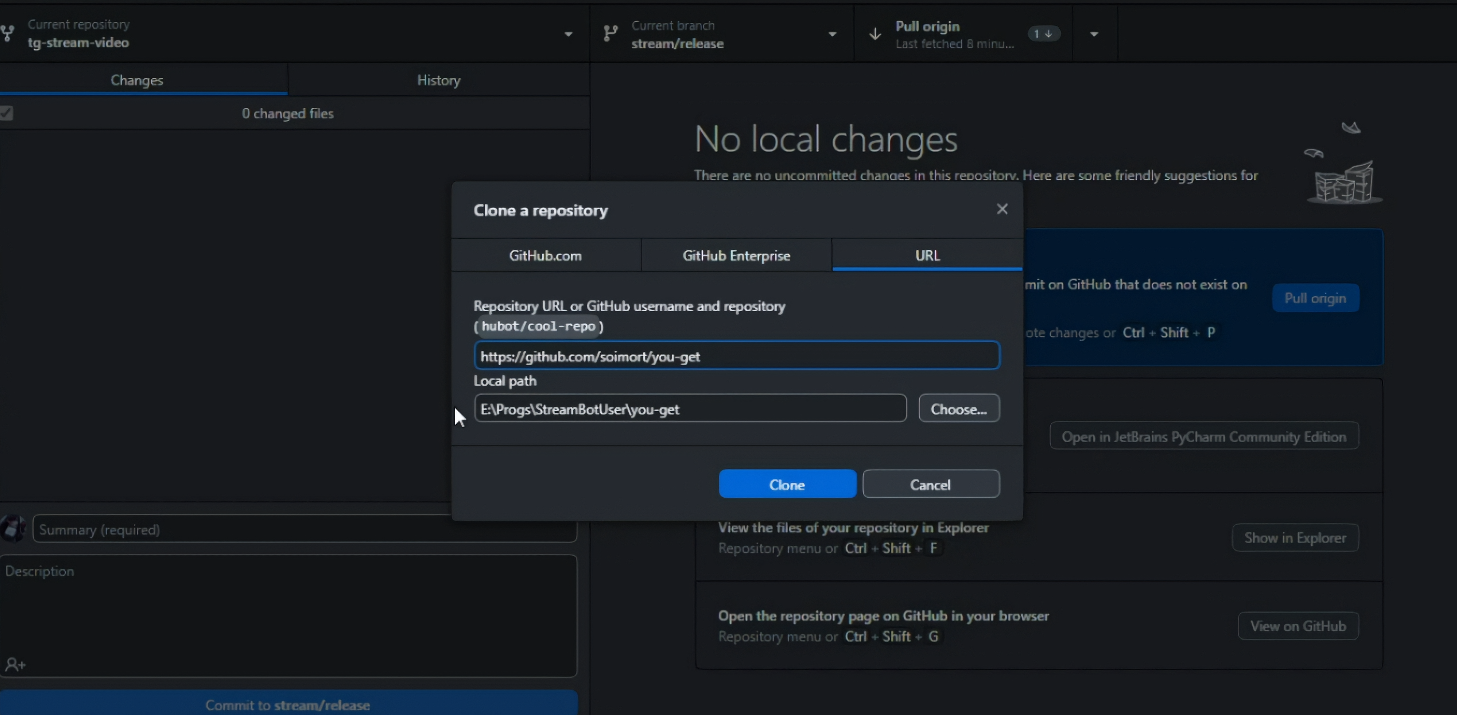 Current repository
tg-stream-video
Current branch
stream/release
Pull origin
Last fetched 8 minu...
1
Changes
History
0 changed files
No local changes
There are no uncommitted changes in this repository. Here are some friendly suggestions for
Clone a repository
GitHub.com
GitHub Enterprise
URL
Repository URL or GitHub username and repository
(hubot/cool-repo)
https://github.com/soimort/you-get
Local path
E:\Progs\StreamBotUser\you-get
Choose...
Clone
Cancel
mit on GitHub that does not exist on
Pull origin
ote changes or Ctrl + Shift + P
Open in JetBrains PyCharm Community Edition
View the files of your repository in Explorer
Repository menu or Ctrl + Shift + F
Show in Explorer
Open the repository page on GitHub in your browser
Repository menu or Ctrl + Shift + G
View on GitHub
Summary (required)
Description
Commit to stream/release